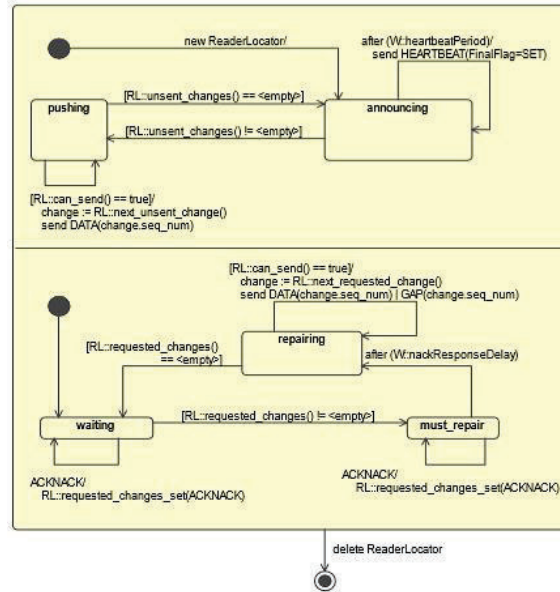 new ReaderLocator/
after (W::heartbeatPeriod)/
send HEARTBEAT(FinalFlag=SET)
[RL::unsent_changes() == <empty>]
pushing
announcing
[RL::unsent_changes() != <empty>]
[RL::can_send() == true]/
change := RL::next_unsent_change()
send DATA(change.seq_num)
[RL::can_send() == true]/
change := RL::next_requested_change()
send DATA(change.seq_num) | GAP(change.seq_num)
repairing
[RL::requested_changes()
== <empty>]
after (W::nackResponseDelay)
waiting
[RL::requested_changes() != <empty>]
must_repair
ACKNACK/
RL::requested_changes_set(ACKNACK)
ACKNACK/
RL::requested_changes_set(ACKNACK)
delete ReaderLocator